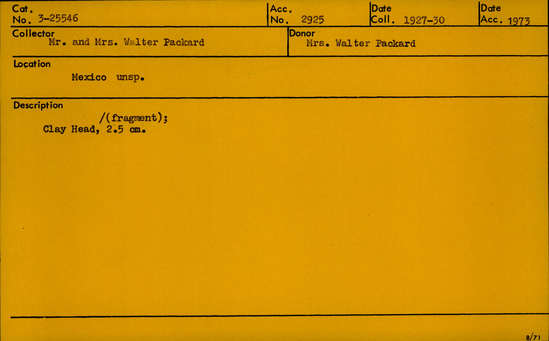 Cat. No. 3-25546 Acc. No. 2925 Date Coll. 1927-30 Date Acc. 1973
Collector Donor
Mr. and Mrs. Walter Packard Mrs. Walter Packard
Location
Mexico unsp.
Description
/(fragment);
Clay Head, 2.5 cm.
8/71